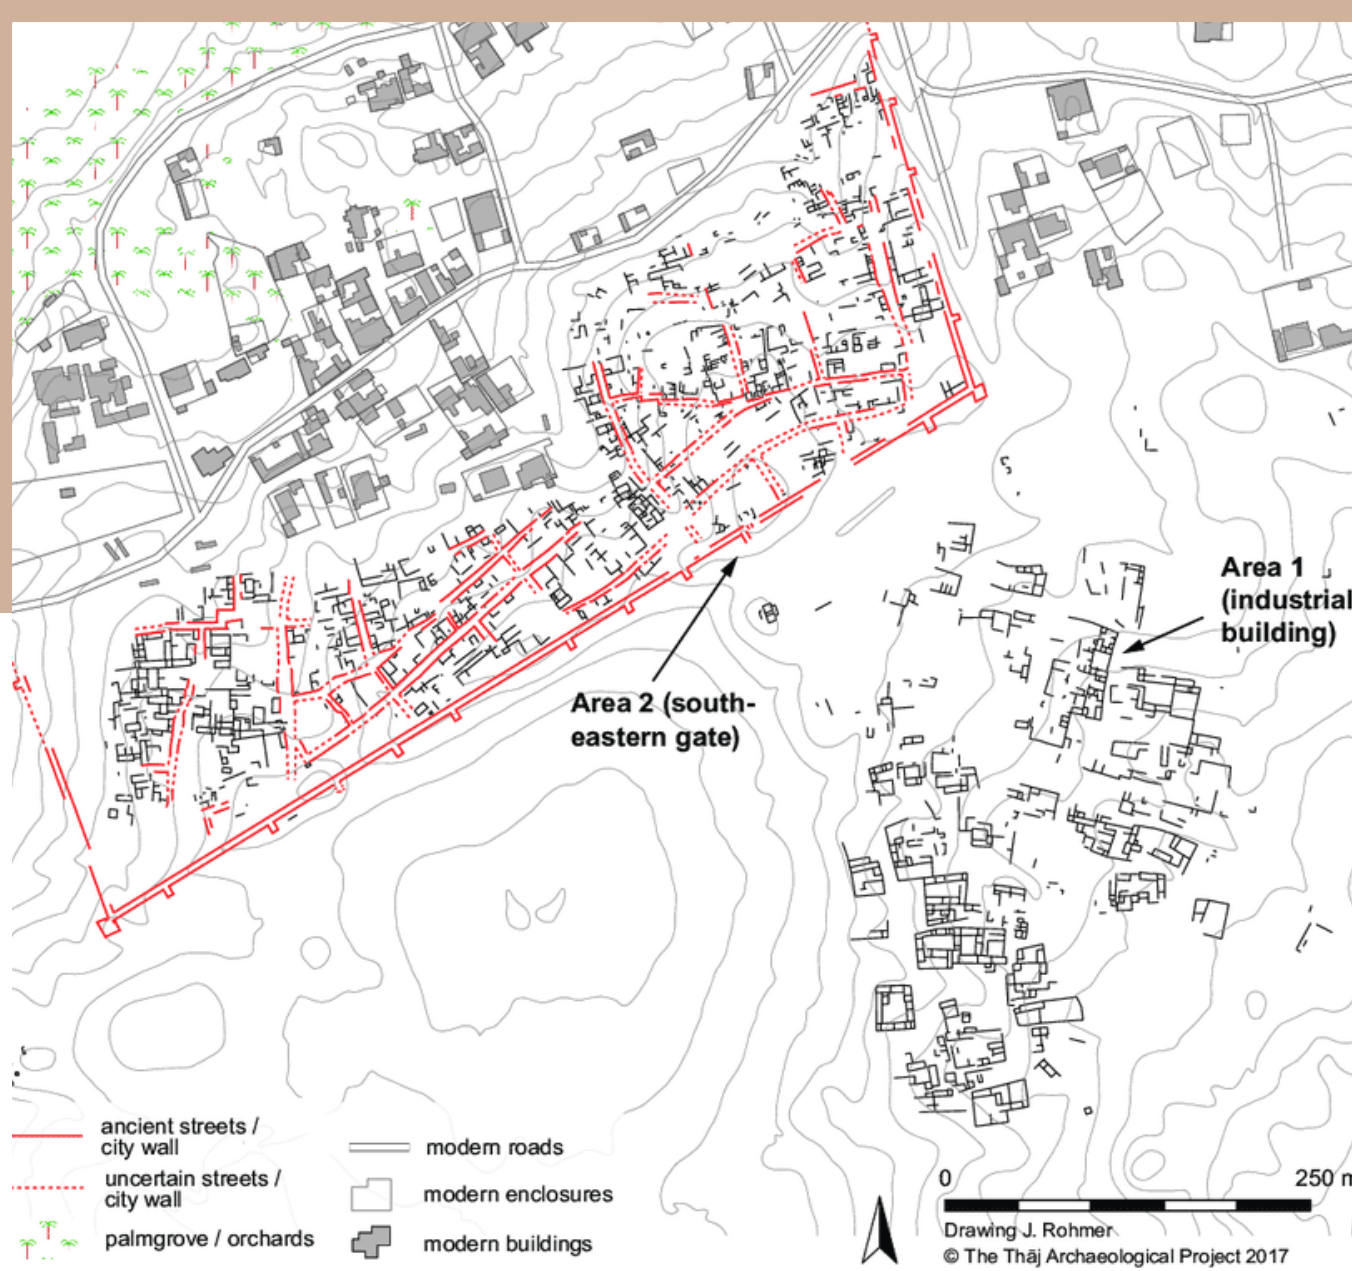 Area 1
(industrial
building)
Area 2 (south-
eastern gate)
ancient streets /
city wall
uncertain streets /
city wall
palmgrove / orchards
modern roads
modern enclosures
modern buildings
0 250 m
Drawing J. Rohmer
© The Thāj Archaeological Project 2017